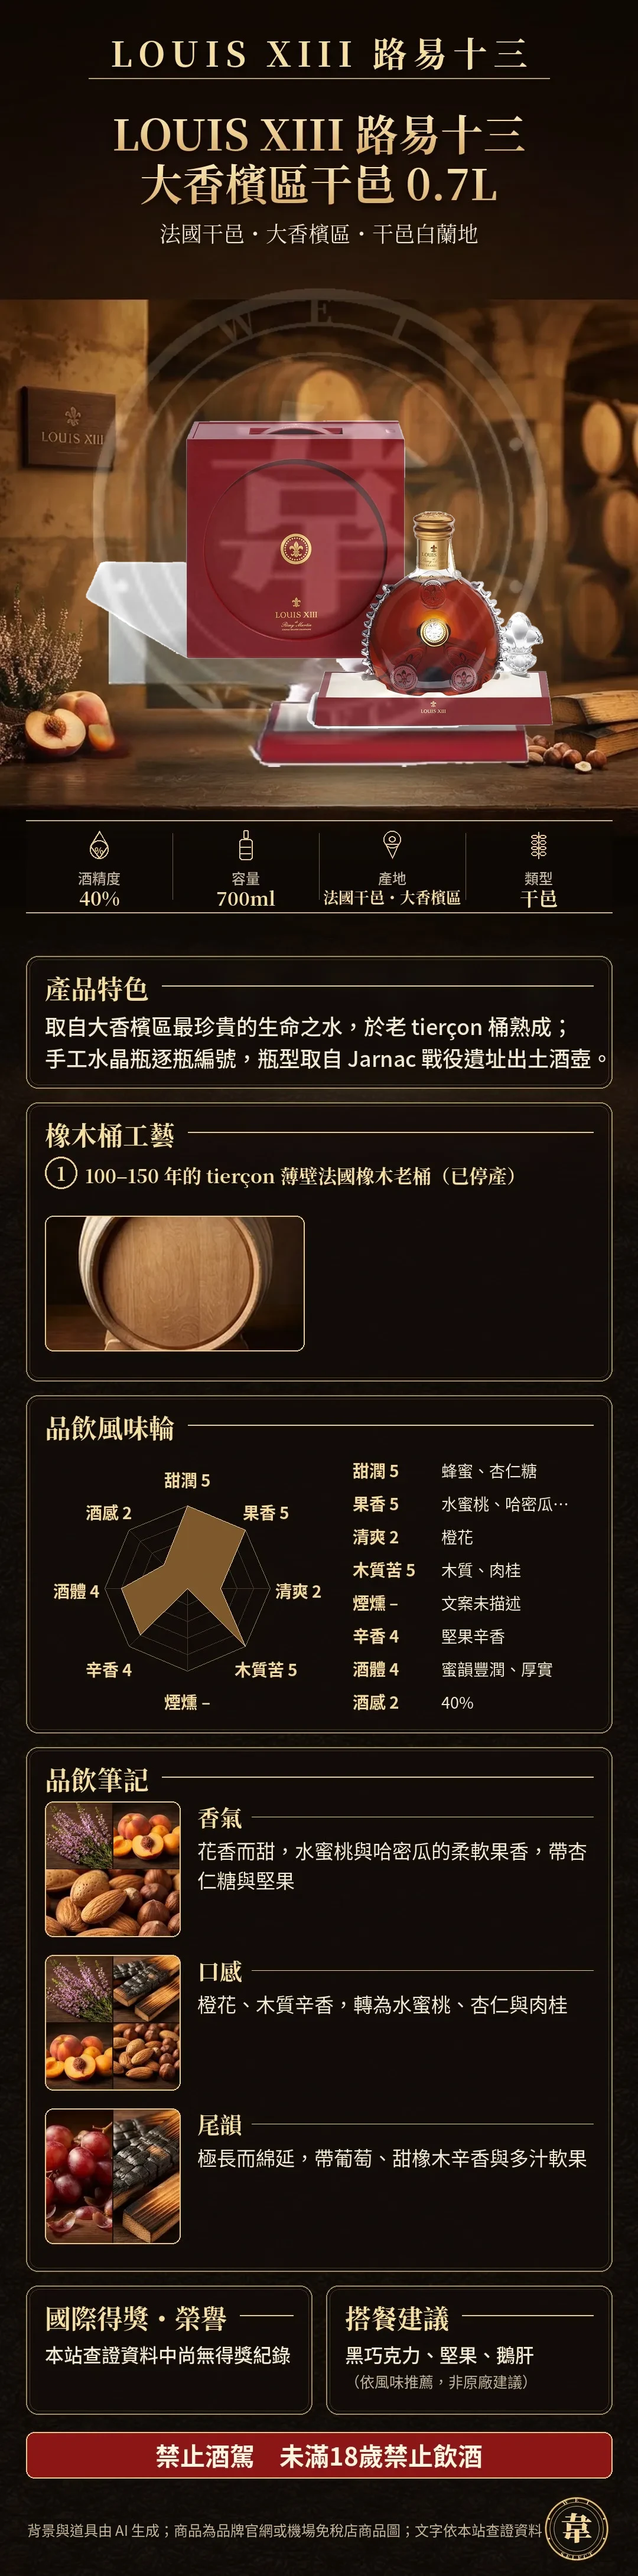 LOUIS XIII 路易十三
LOUIS XIII 路易十三
大香檳區干邑 0.7L
法國干邑・大香檳區・干邑白蘭地
W E I
LOUIS XIII
LOUIS XIII
Rémy Martin
LOUIS XIII
%
酒精度
40%
容量
700ml
產地
法國干邑・大香檳區
類型
干邑
產品特色
取自大香檳區最珍貴的生命之水，於老 tierçon 桶熟成；
手工水晶瓶逐瓶編號，瓶型取自 Jarnac 戰役遺址出土酒壺。
橡木桶工藝
1 100–150 年的 tierçon 薄壁法國橡木老桶（已停產）
品飲風味輪
甜潤 5
果香 5
清爽 2
木質苦 5
煙燻 –
辛香 4
酒體 4
酒感 2
甜潤 5 蜂蜜、杏仁糖
果香 5 水蜜桃、哈密瓜…
清爽 2 橙花
木質苦 5 木質、肉桂
煙燻 – 文案未描述
辛香 4 堅果辛香
酒體 4 蜜韻豐潤、厚實
酒感 2 40%
品飲筆記
香氣
花香而甜，水蜜桃與哈密瓜的柔軟果香，帶杏
仁糖與堅果
口感
橙花、木質辛香，轉為水蜜桃、杏仁與肉桂
尾韻
極長而綿延，帶葡萄、甜橡木辛香與多汁軟果
國際得獎・榮譽
本站查證資料中尚無得獎紀錄
搭餐建議
黑巧克力、堅果、鵝肝
（依風味推薦，非原廠建議）
禁止酒駕　未滿18歲禁止飲酒
背景與道具由 AI 生成；商品為品牌官網或機場免稅店商品圖；文字依本站查證資料
WEI
韋
SELECT